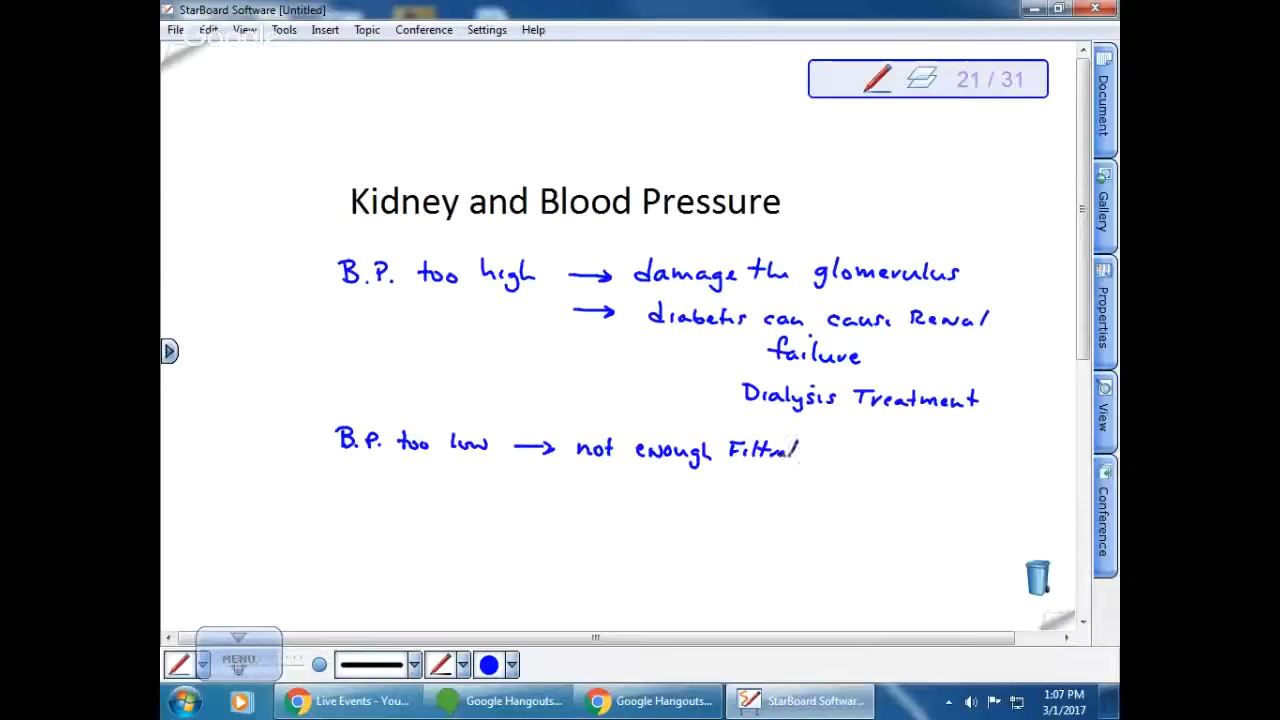 StarBoard Software [Untitled]
File Edit View Tools Insert Topic Conference Settings Help
Google
21 / 31
Document
Gallery
Properties
View
Conference
Kidney and Blood Pressure
B.P. too high → damage the glomerulus
→ diabetes can cause Renal
failure
Dialysis Treatment
B.P. too low → not enough
MENU
Live Events - You...
Google Hangouts...
Google Hangouts...
StarBoard Softwar...
1:07 PM
3/1/2017